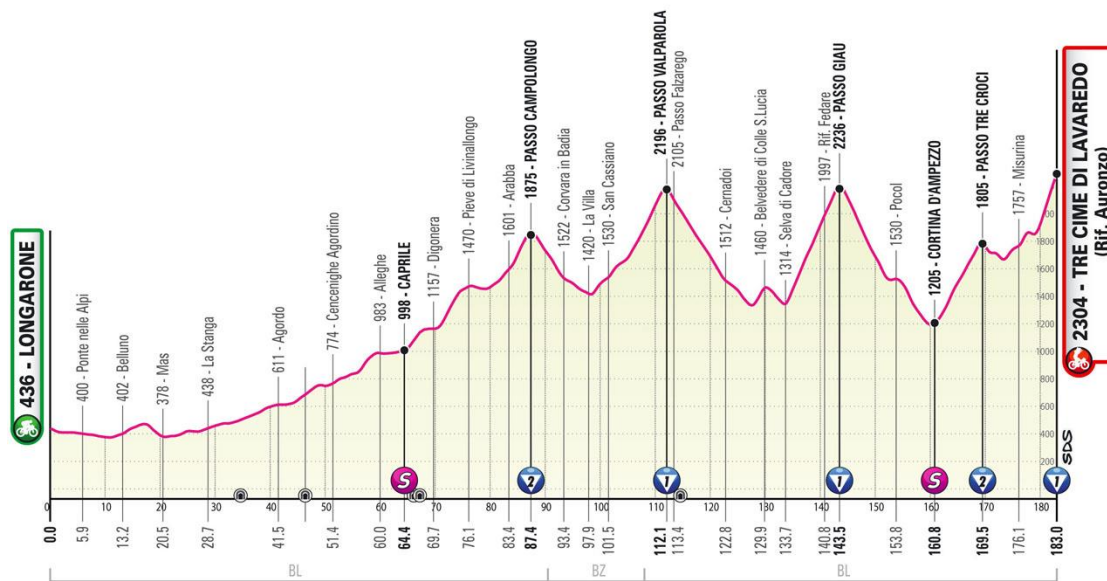 436 - LONGARONE
400 - Ponte nelle Alpi
402 - Belluno
378 - Mas
438 - La Stanga
611 - Agordo
774 - Cencenighe Agordino
983 - Alleghe
998 - CAPRILE
1157 - Digonera
1470 - Pieve di Livinallongo
1601 - Arabba
1875 - PASSO CAMPOLONGO
1522 - Corvara in Badia
1420 - La Villa
1530 - San Cassiano
2196 - PASSO VALPAROLA
2105 - Passo Falzarego
1512 - Cernadoi
1460 - Belvedere di Colle S.Lucia
1314 - Selva di Cadore
1997 - Rif. Fedare
2236 - PASSO GIAU
1530 - Pocol
1205 - CORTINA D'AMPEZZO
1805 - PASSO TRE CROCI
1757 - Misurina
2304 - TRE CIME DI LAVAREDO
(Rif. Auronzo)
2000
1800
1600
1400
1200
1000
800
600
400
200
0
SDS
S 2 1 1 S 2 1
0 10 20 30 40 50 60 70 80 90 100 110 120 130 140 150 160 170 180
0.0 5.9 13.2 20.5 28.7 41.5 51.4 60.0 64.4 69.7 76.1 83.4 87.4 93.4 97.9 101.5 112.1 113.4 122.8 129.9 133.7 140.8 143.5 153.8 160.8 169.5 176.1 183.0
BL BZ BL